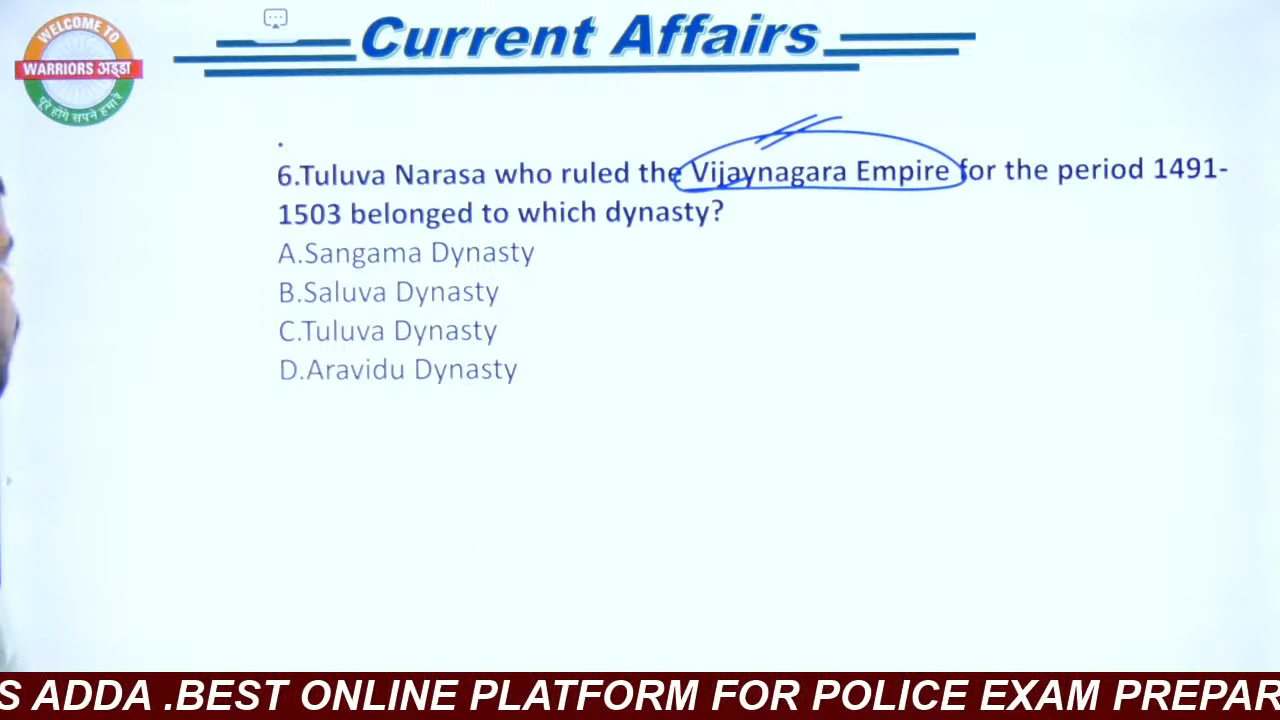 WELCOME TO
WARRIORS अड्डा
पूरे होंगे सपने हमारे
Current Affairs
.
6.Tuluva Narasa who ruled the Vijaynagara Empire for the period 1491-
1503 belonged to which dynasty?
A.Sangama Dynasty
B.Saluva Dynasty
C.Tuluva Dynasty
D.Aravidu Dynasty
S ADDA .BEST ONLINE PLATFORM FOR POLICE EXAM PREPAR